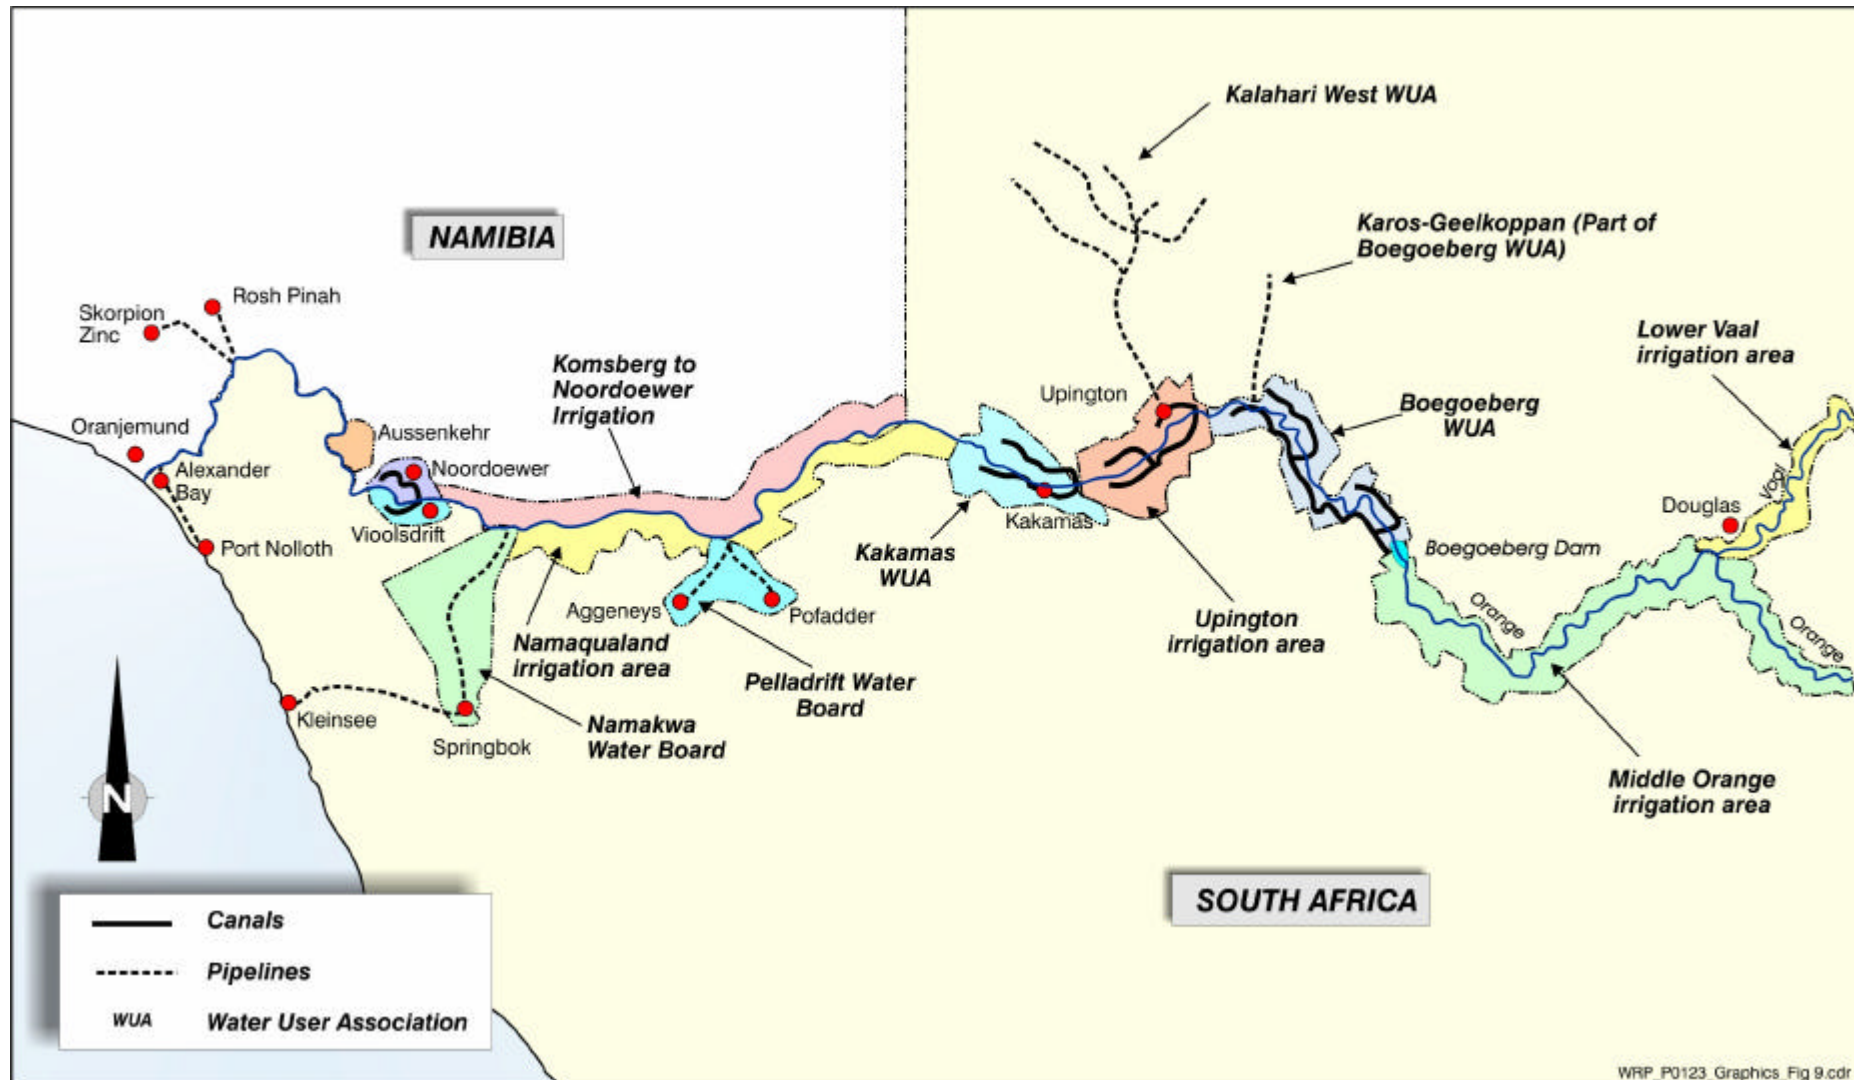 Kalahari West WUA
Karos-Geelkoppan (Part of
Boegoeberg WUA)
NAMIBIA
Rosh Pinah
Skorpion
Zinc
Lower Vaal
irrigation area
Komsberg to
Noordoewer
Irrigation
Upington
Boegoeberg
WUA
Oranjemund
Aussenkehr
Alexander
Bay
Noordoewer
Vaal
Douglas
Vioolsdrift
Kakamas
Port Nolloth
Kakamas
WUA
Boegoeberg Dam
Aggeneys
Pofadder
Orange
Orange
Upington
irrigation area
Namaqualand
irrigation area
Pelladrift Water
Board
Kleinsee
Springbok
Namakwa
Water Board
Middle Orange
irrigation area
N
SOUTH AFRICA
Canals
Pipelines
WUA Water User Association
WRP_P0123_Graphics_Fig 9.cdr